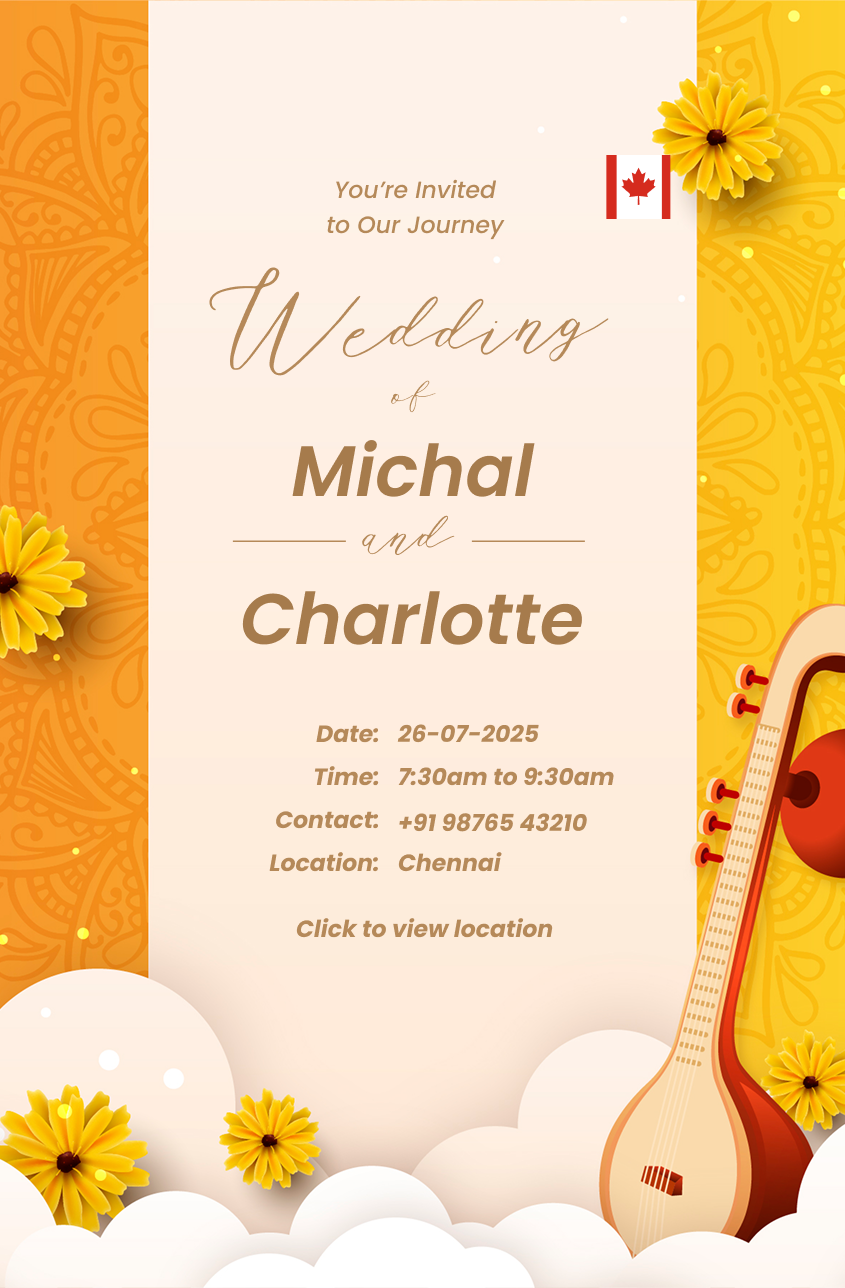 You’re Invited
to Our Journey
Wedding
of
Michal
and
Charlotte
Date: 26-07-2025
Time: 7:30am to 9:30am
Contact: +91 98765 43210
Location: Chennai
Click to view location